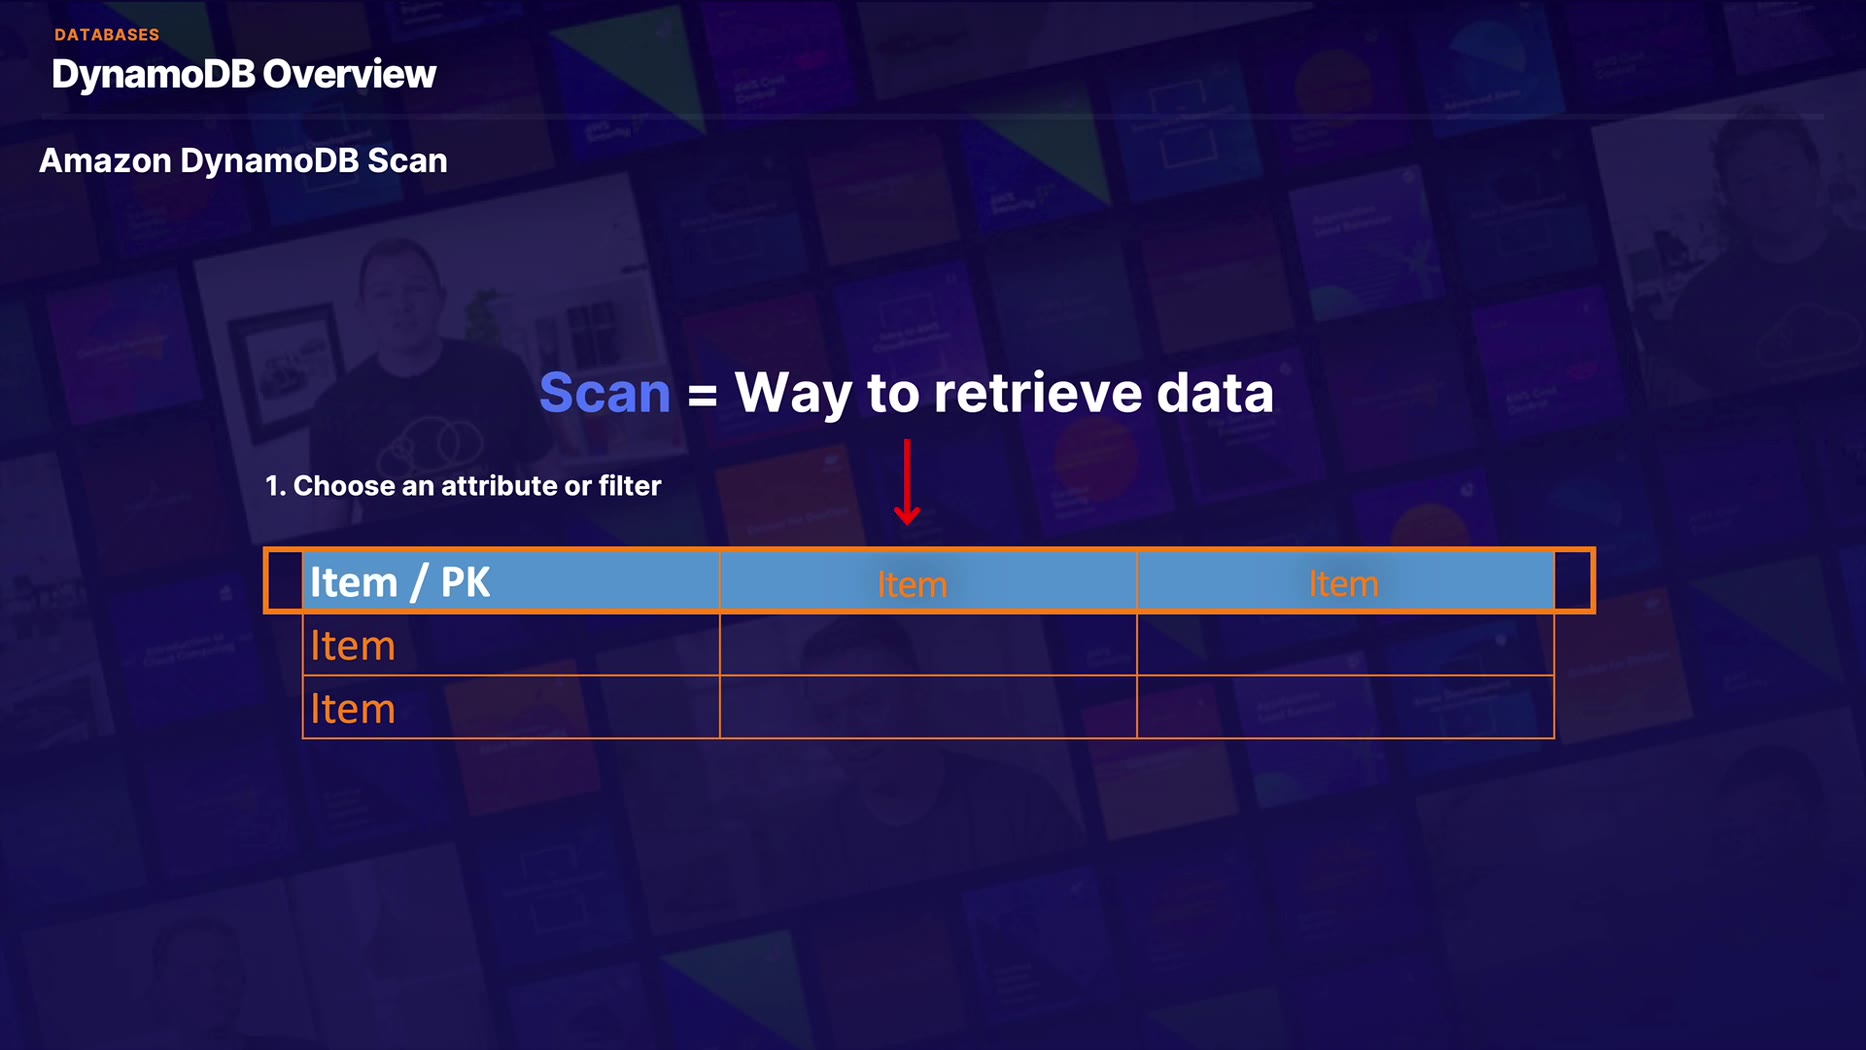 DATABASES
DynamoDB Overview
Amazon DynamoDB Scan
Scan = Way to retrieve data
1. Choose an attribute or filter
Item / PK
Item
Item
Item
Item